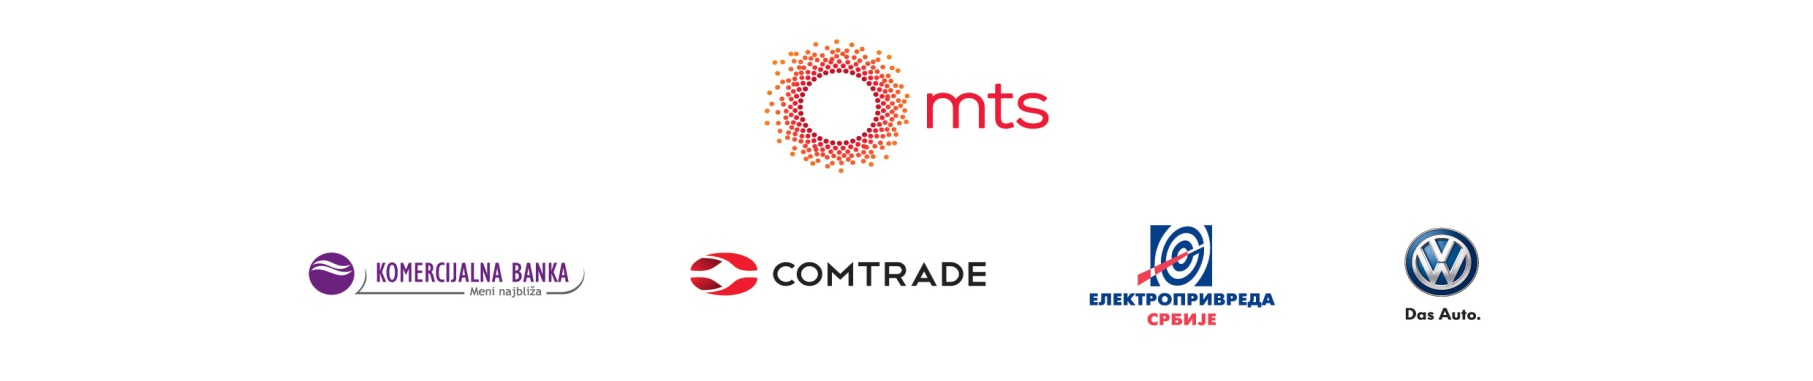 mts
KOMERCIJALNA BANKA
Meni najbliža
COMTRADE
ЕЛЕКТРОПРИВРЕДА
СРБИЈЕ
Das Auto.